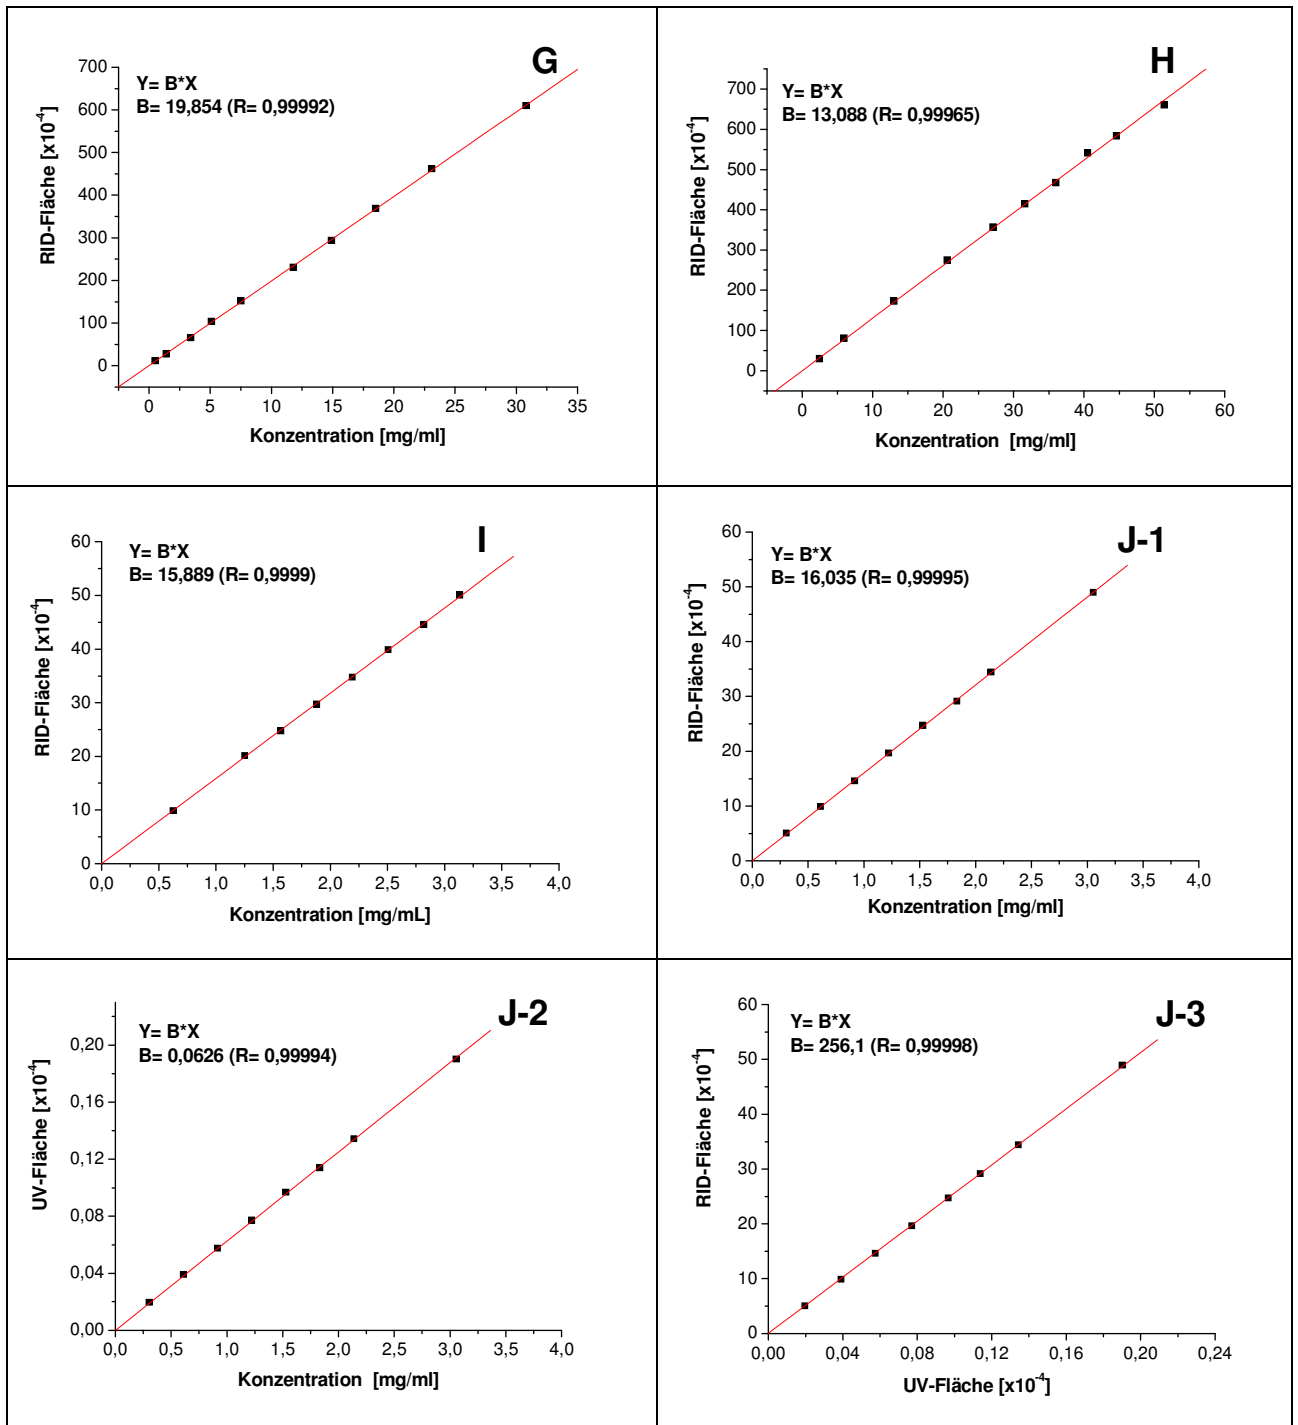 G
Y= B*X
B= 19,854 (R= 0,99992)
700
600
500
400
300
200
100
0
RID-Fläche [x10⁻⁴]
0 5 10 15 20 25 30 35
Konzentration [mg/ml]
H
Y= B*X
B= 13,088 (R= 0,99965)
700
600
500
400
300
200
100
0
RID-Fläche [x10⁻⁴]
0 10 20 30 40 50 60
Konzentration [mg/ml]
I
Y= B*X
B= 15,889 (R= 0,9999)
60
50
40
30
20
10
0
RID-Fläche [x10⁻⁴]
0,0 0,5 1,0 1,5 2,0 2,5 3,0 3,5 4,0
Konzentration [mg/mL]
J-1
Y= B*X
B= 16,035 (R= 0,99995)
60
50
40
30
20
10
0
RID-Fläche [x10⁻⁴]
0,0 0,5 1,0 1,5 2,0 2,5 3,0 3,5 4,0
Konzentration [mg/ml]
J-2
Y= B*X
B= 0,0626 (R= 0,99994)
0,20
0,16
0,12
0,08
0,04
0,00
UV-Fläche [x10⁻⁴]
0,0 0,5 1,0 1,5 2,0 2,5 3,0 3,5 4,0
Konzentration [mg/ml]
J-3
Y= B*X
B= 256,1 (R= 0,99998)
60
50
40
30
20
10
0
RID-Fläche [x10⁻⁴]
0,00 0,04 0,08 0,12 0,16 0,20 0,24
UV-Fläche [x10⁻⁴]